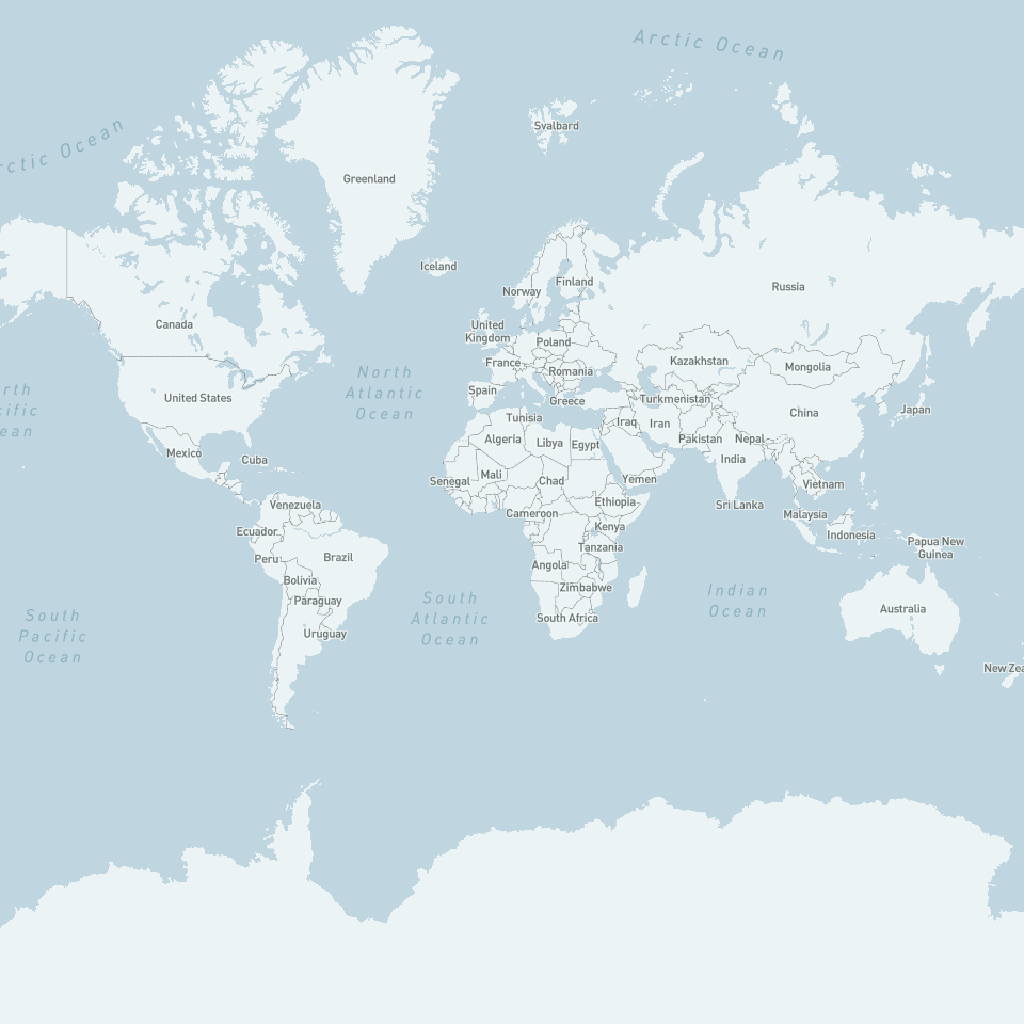 Arctic Ocean
rctic Ocean
Svalbard
Greenland
Iceland
Finland
Norway
Russia
Canada
United
Kingdom
Poland
France
Kazakhstan
Mongolia
Romania
North
Atlantic
Ocean
rth
cific
ean
Spain
United States
Greece
Turkmenistan
Japan
China
Tunisia
Iraq
Iran
Algeria
Libya
Egypt
Pakistan
Nepal
Mexico
Cuba
India
Mali
Senegal
Chad
Yemen
Vietnam
Venezuela
Ethiopia
Sri Lanka
Cameroon
Malaysia
Kenya
Ecuador
Indonesia
Papua New
Guinea
Tanzania
Peru
Brazil
Angola
Bolivia
Zimbabwe
Indian
Ocean
South
Atlantic
Ocean
Paraguay
Australia
South Africa
South
Pacific
Ocean
Uruguay
New Zea